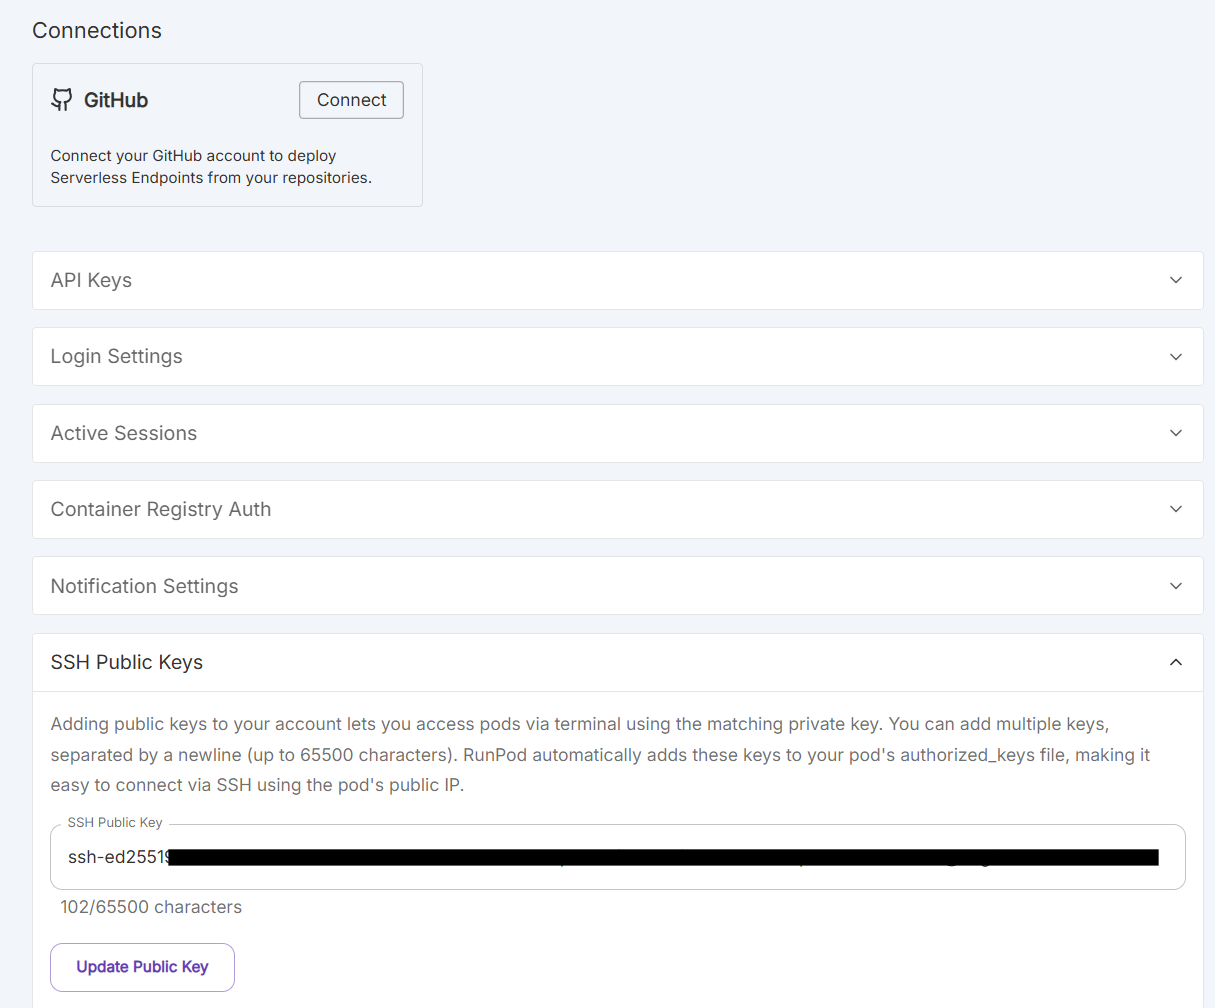 Connections
GitHub
Connect
Connect your GitHub account to deploy
Serverless Endpoints from your repositories.
API Keys
Login Settings
Active Sessions
Container Registry Auth
Notification Settings
SSH Public Keys
Adding public keys to your account lets you access pods via terminal using the matching private key. You can add multiple keys,
separated by a newline (up to 65500 characters). RunPod automatically adds these keys to your pod's authorized_keys file, making it
easy to connect via SSH using the pod's public IP.
SSH Public Key
ssh-ed25519
102/65500 characters
Update Public Key